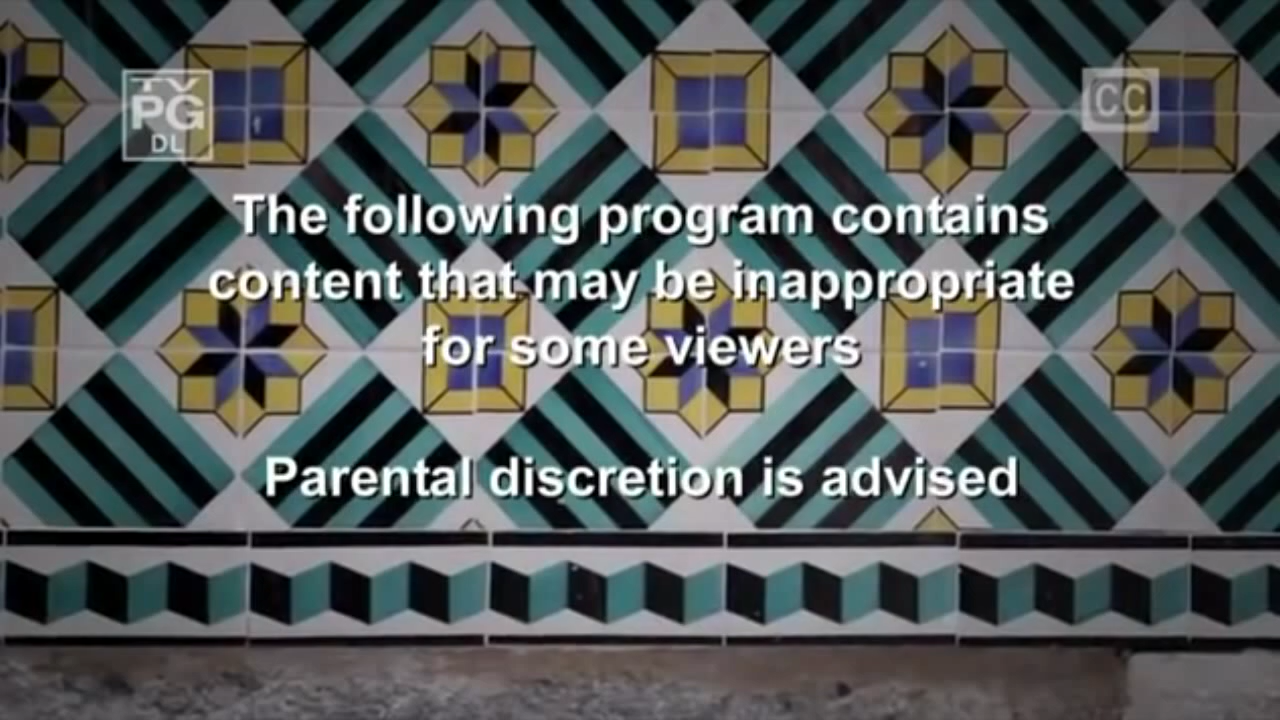 TV
PG
DL
CC
The following program contains
content that may be inappropriate
for some viewers
Parental discretion is advised